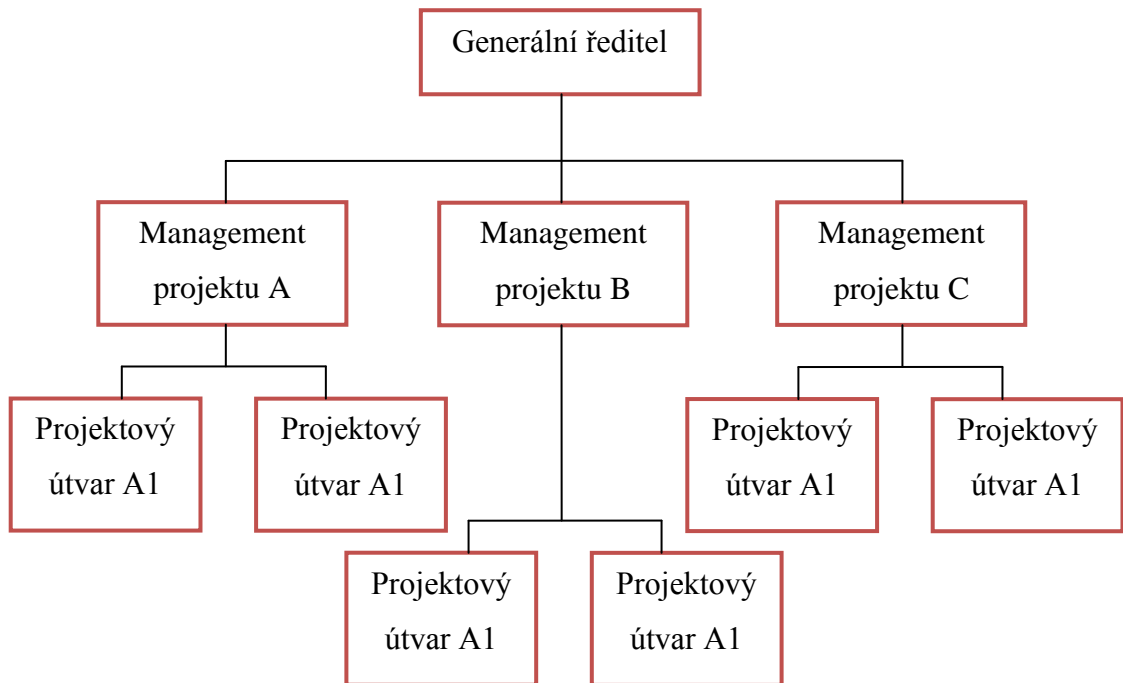 Generální ředitel
Management
projektu A
Management
projektu B
Management
projektu C
Projektový
útvar A1
Projektový
útvar A1
Projektový
útvar A1
Projektový
útvar A1
Projektový
útvar A1
Projektový
útvar A1